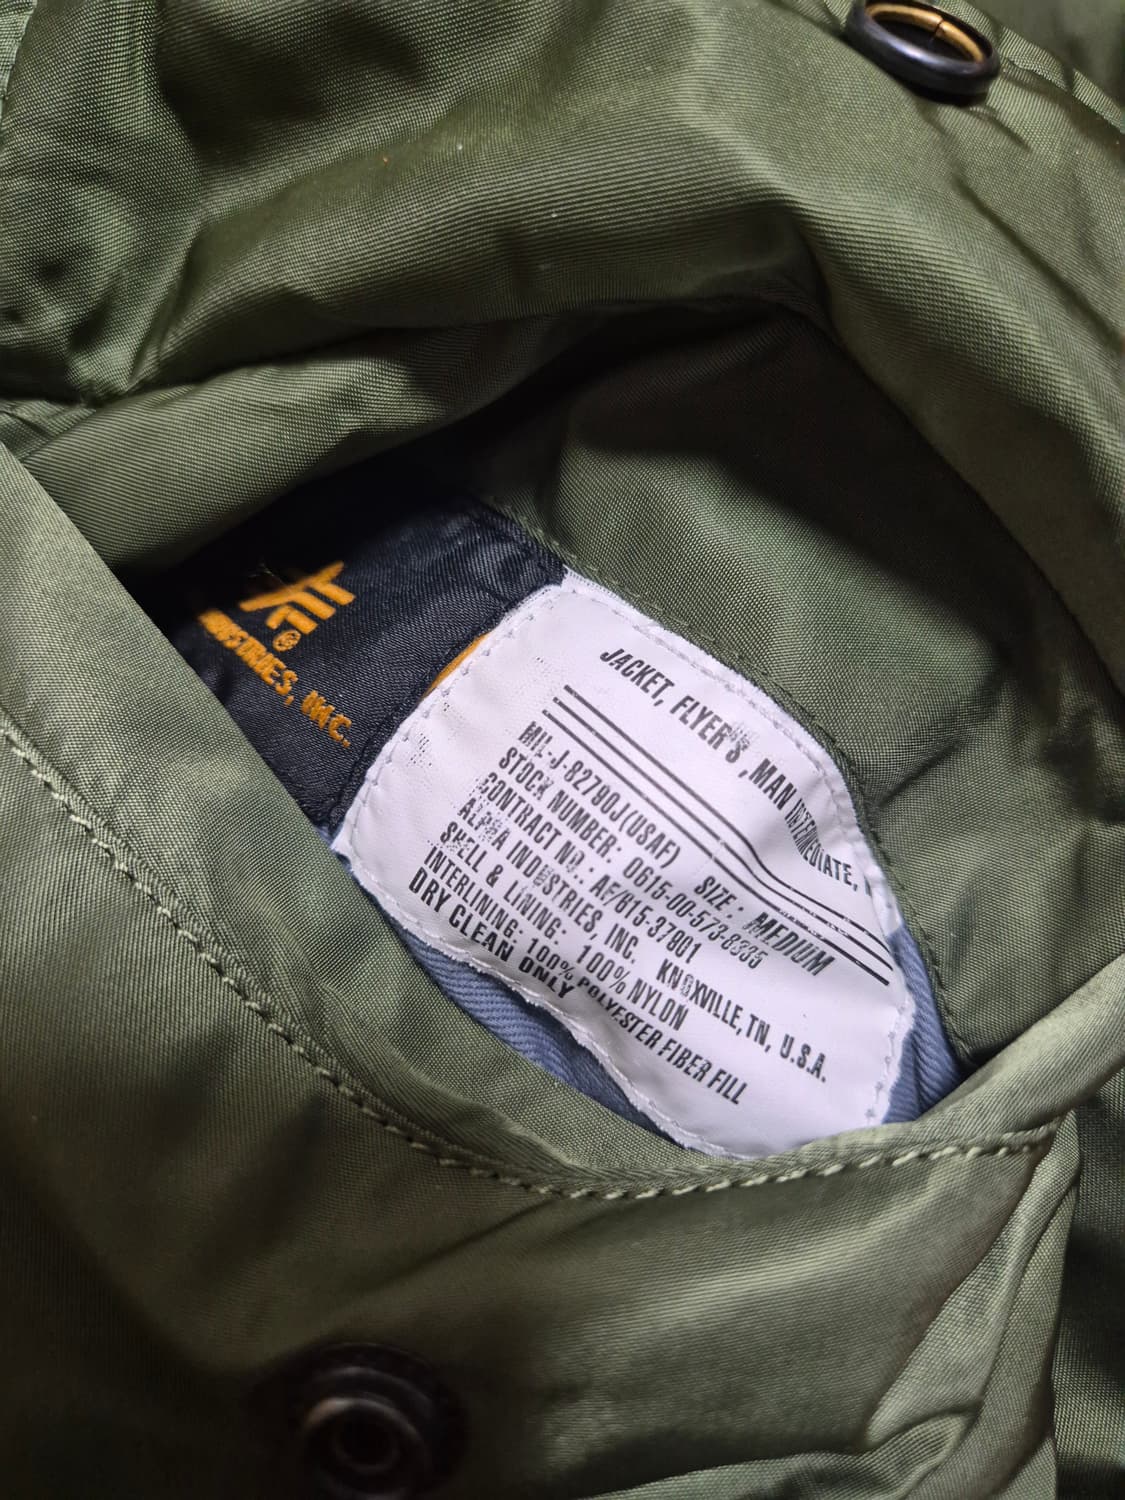 INDUSTRIES, INC.
JACKET, FLYER'S, MAN INTERMEDIATE,
MIL-J-82790J(USAF) SIZE: MEDIUM
STOCK NUMBER: 0615-00-573-8335
CONTRACT NO.: AF/615-37801
ALPHA INDUSTRIES, INC. KNOXVILLE, TN, U.S.A.
SHELL & LINING: 100% NYLON
INTERLINING: 100% POLYESTER FIBER FILL
DRY CLEAN ONLY